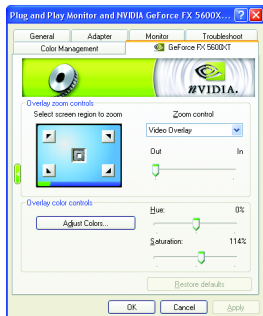 Plug and Play Monitor and NVIDIA GeForce FX 5600X...
General Adapter Monitor Troubleshoot
Color Management GeForce FX 5600XT
nVIDIA.
Overlay zoom controls
Select screen region to zoom
Zoom control
Video Overlay
Out In
Overlay color controls
Adjust Colors...
Hue: 0%
Saturation: 114%
Restore defaults
OK Cancel Apply